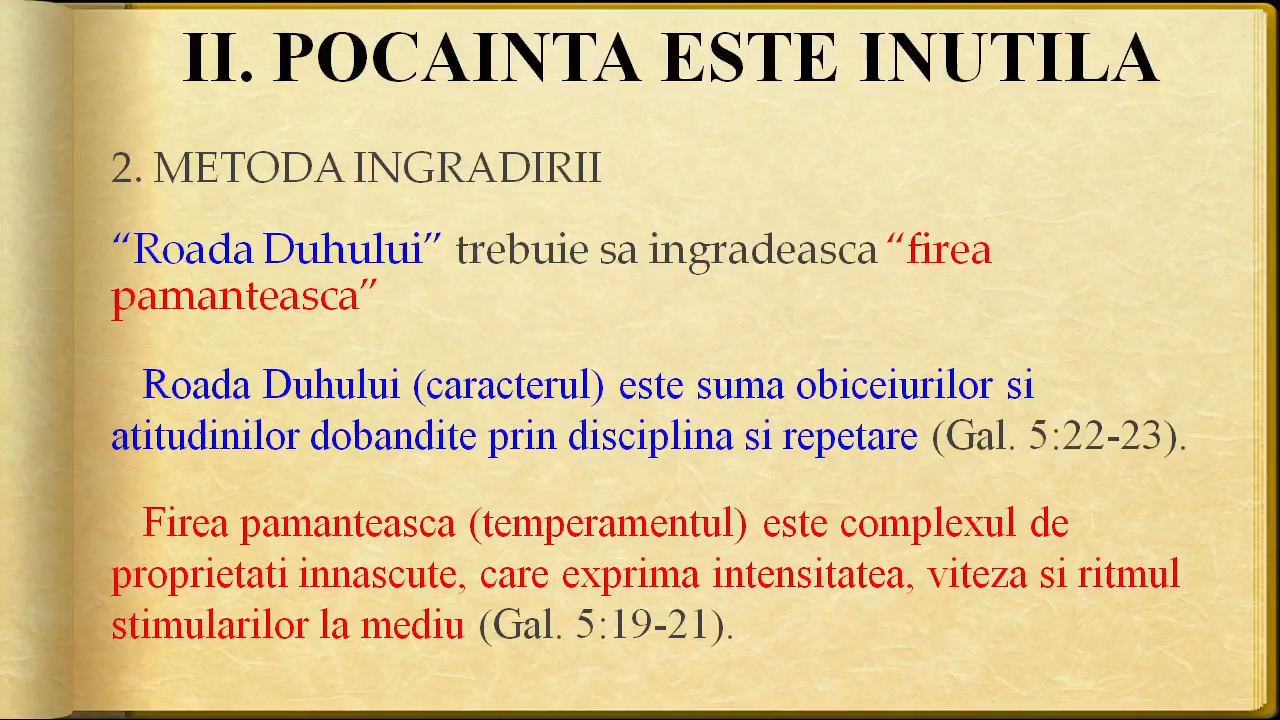 II. POCAINTA ESTE INUTILA
2. METODA INGRADIRII
“Roada Duhului” trebuie sa ingradeasca “firea
pamanteasca”
Roada Duhului (caracterul) este suma obiceiurilor si
atitudinilor dobandite prin disciplina si repetare (Gal. 5:22-23).
Firea pamanteasca (temperamentul) este complexul de
proprietati innascute, care exprima intensitatea, viteza si ritmul
stimularilor la mediu (Gal. 5:19-21).